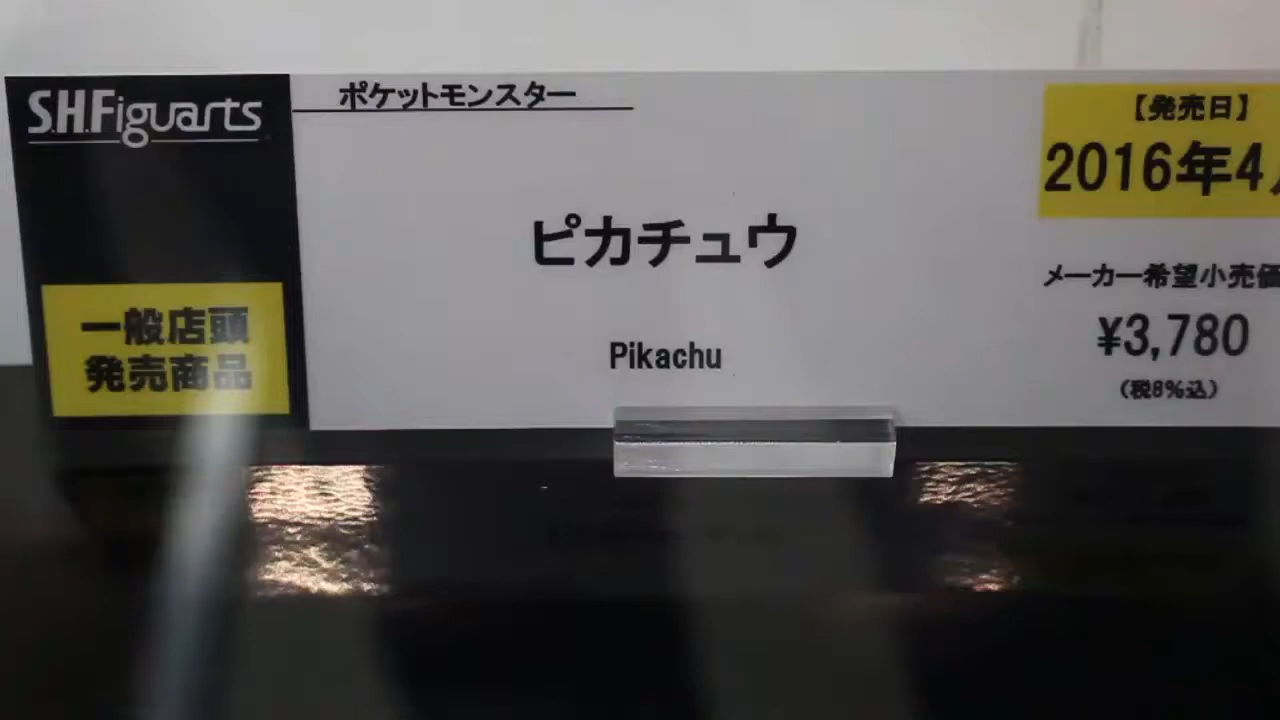 S.H.Figuarts
ポケットモンスター
【発売日】
2016年4
ピカチュウ
メーカー希望小売価
一般店頭
発売商品
¥3,780
Pikachu
(税8%込)